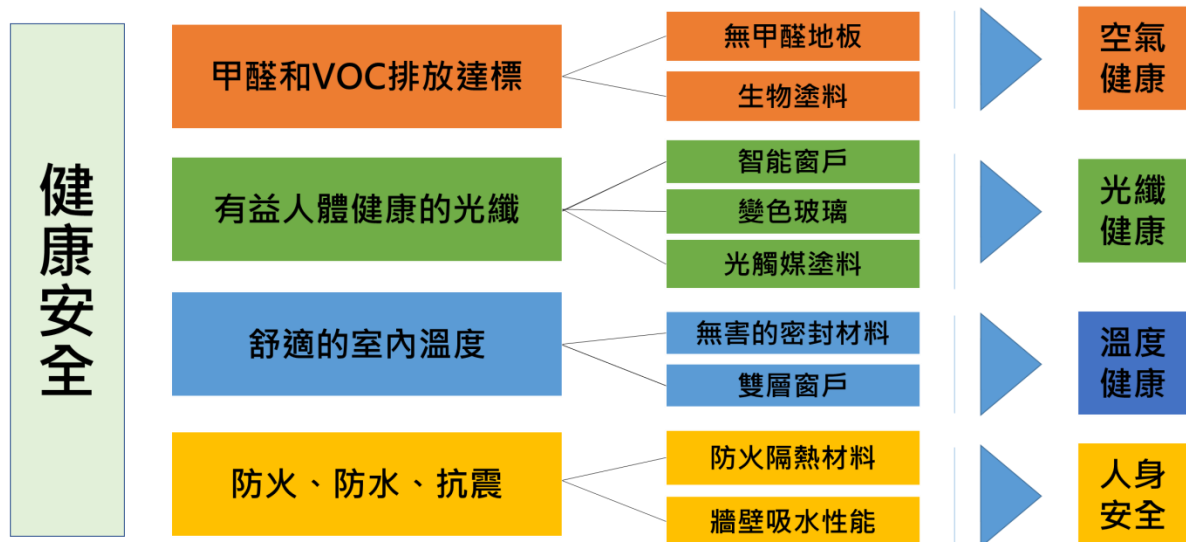 健康安全
甲醛和VOC排放達標
無甲醛地板
生物塗料
空氣
健康
有益人體健康的光纖
智能窗戶
變色玻璃
光觸媒塗料
光纖
健康
舒適的室內溫度
無害的密封材料
雙層窗戶
溫度
健康
防火、防水、抗震
防火隔熱材料
牆壁吸水性能
人身
安全